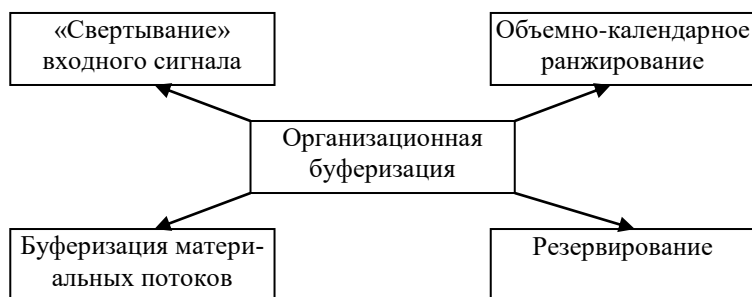 «Свертывание»
входного сигнала
Объемно-календарное
ранжирование
Организационная
буферизация
Буферизация матери-
альных потоков
Резервирование